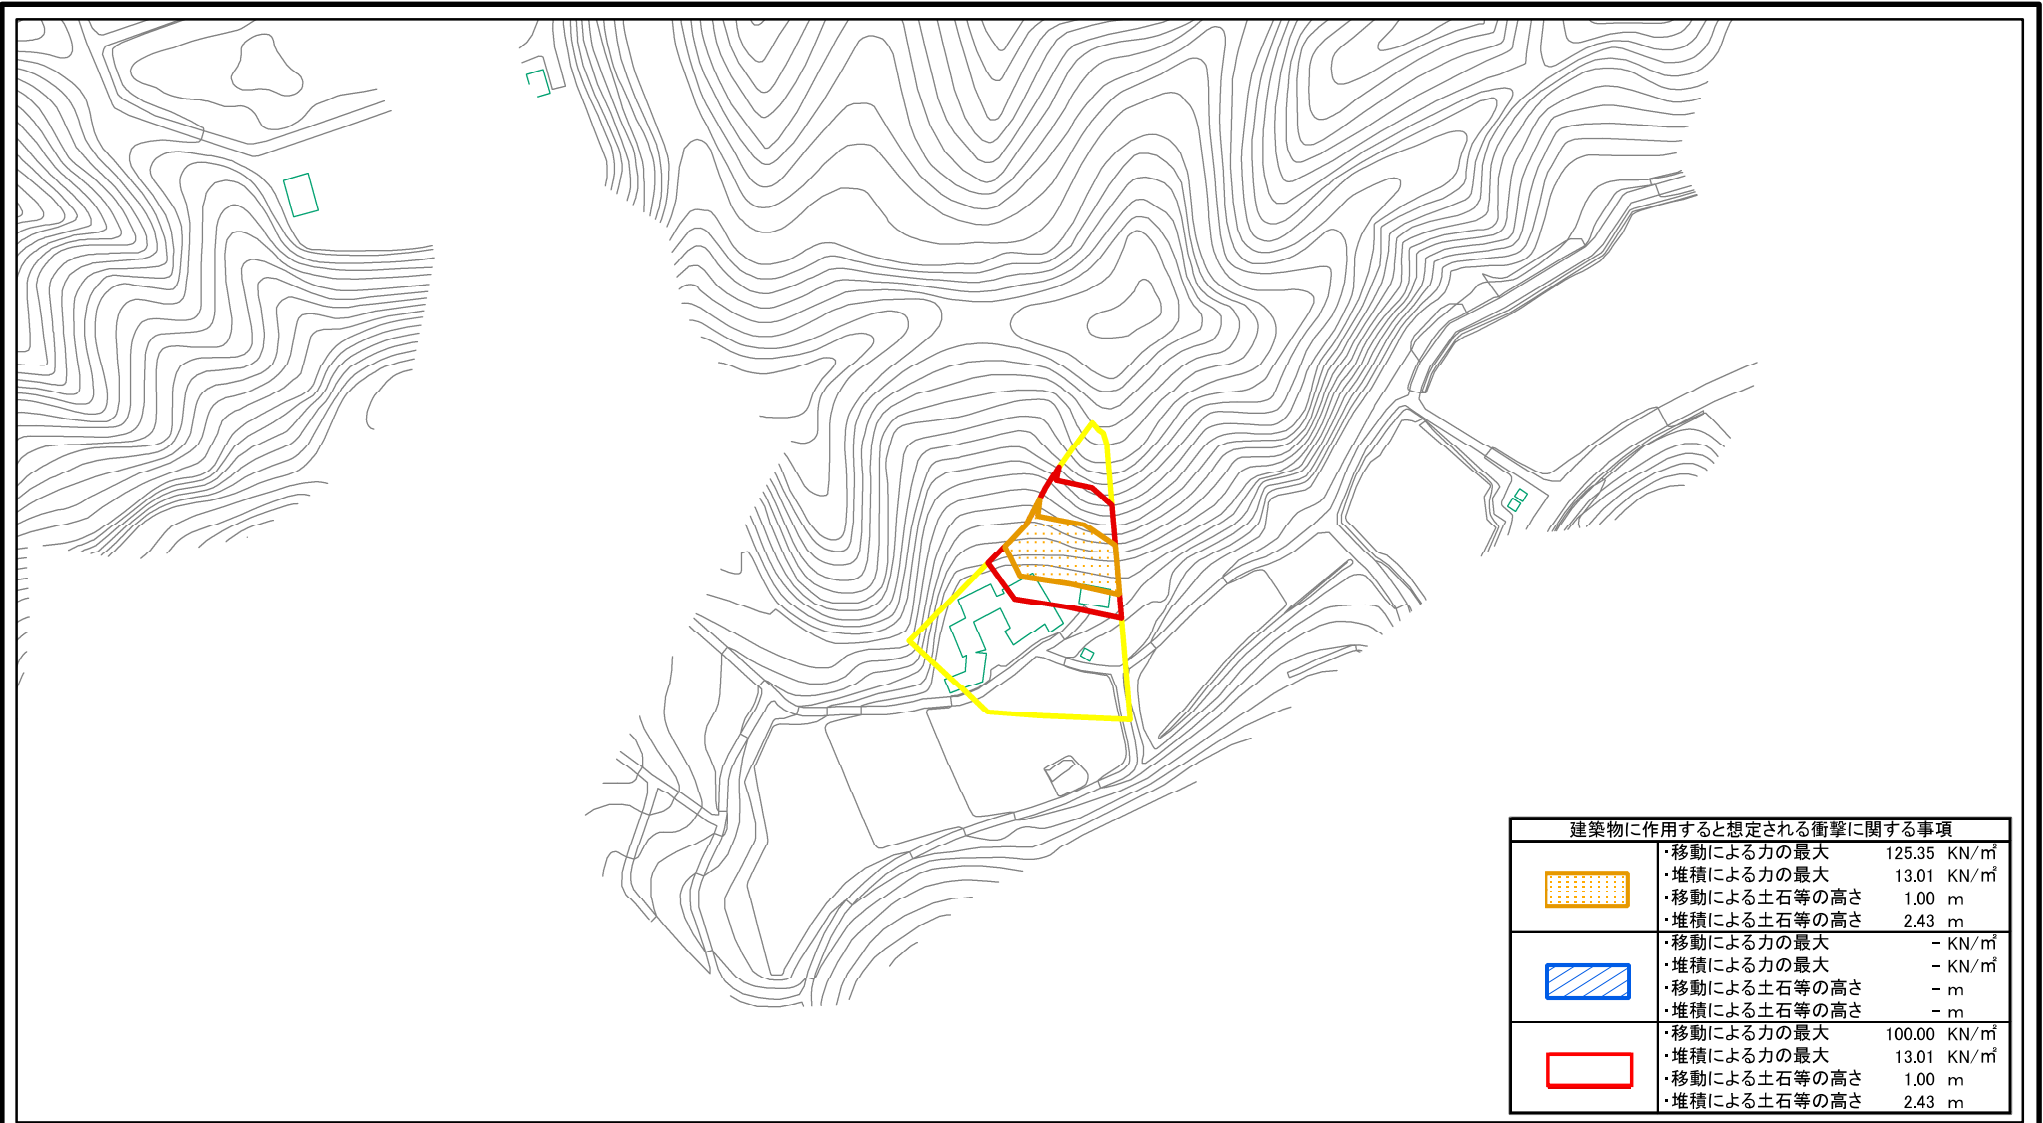 建築物に作用すると想定される衝撃に関する事項
・移動による力の最大 125.35 KN/㎡
・堆積による力の最大 13.01 KN/㎡
・移動による土石等の高さ 1.00 m
・堆積による土石等の高さ 2.43 m
・移動による力の最大 - KN/㎡
・堆積による力の最大 - KN/㎡
・移動による土石等の高さ - m
・堆積による土石等の高さ - m
・移動による力の最大 100.00 KN/㎡
・堆積による力の最大 13.01 KN/㎡
・移動による土石等の高さ 1.00 m
・堆積による土石等の高さ 2.43 m